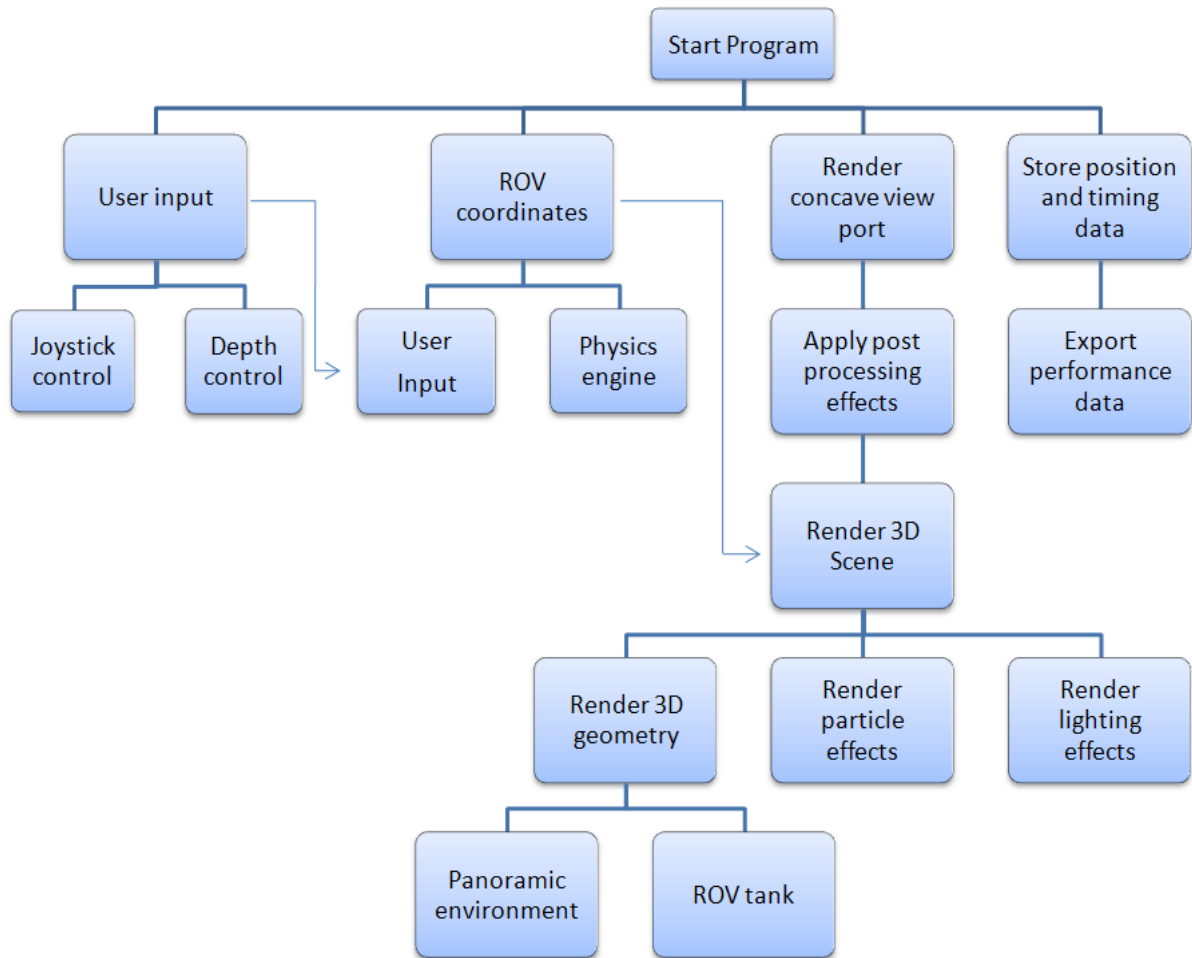 Start Program
User input
ROV
coordinates
Render
concave view
port
Store position
and timing
data
Joystick
control
Depth
control
User
Input
Physics
engine
Apply post
processing
effects
Export
performance
data
Render 3D
Scene
Render 3D
geometry
Render
particle
effects
Render
lighting
effects
Panoramic
environment
ROV tank